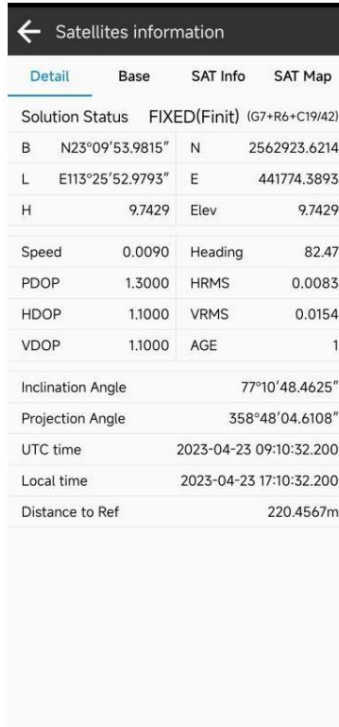 Satellites information
Detail Base SAT Info SAT Map
Solution Status FIXED(Finit) (G7+R6+C19/42)
B N23°09'53.9815" N 2562923.6214
L E113°25'52.9793" E 441774.3893
H 9.7429 Elev 9.7429
Speed 0.0090 Heading 82.47
PDOP 1.3000 HRMS 0.0083
HDOP 1.1000 VRMS 0.0154
VDOP 1.1000 AGE 1
Inclination Angle 77°10'48.4625"
Projection Angle 358°48'04.6108"
UTC time 2023-04-23 09:10:32.200
Local time 2023-04-23 17:10:32.200
Distance to Ref 220.4567m